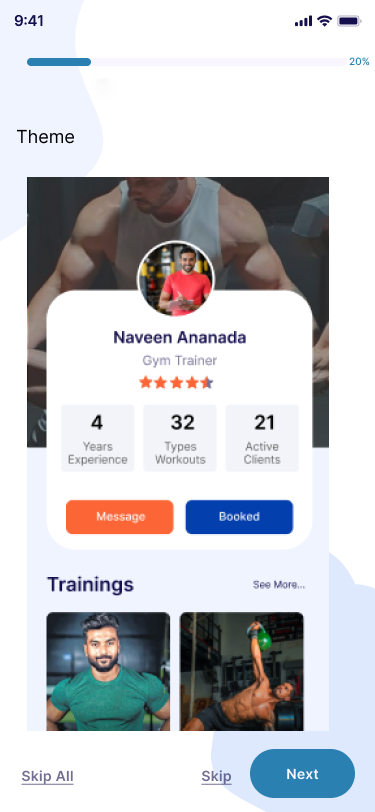 9:41
20%
Theme
Naveen Ananada
Gym Trainer
4 32 21
Years Types Active
Experience Workouts Clients
Message Booked
Trainings See More...
Skip All Skip Next